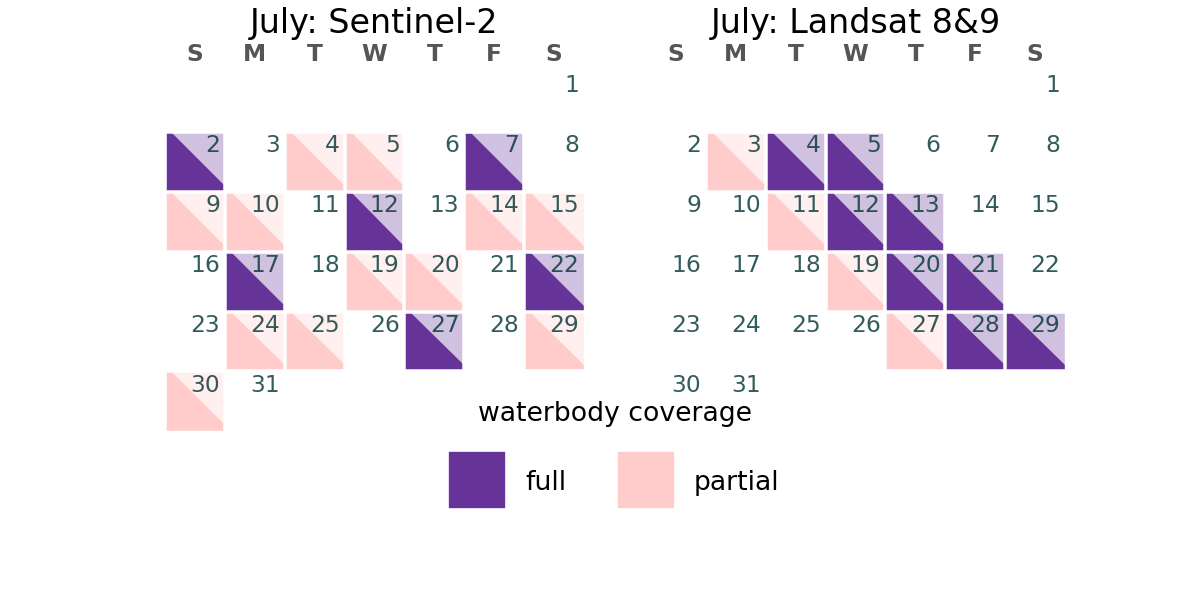 July: Sentinel-2
S M T W T F S
1
2 3 4 5 6 7 8
9 10 11 12 13 14 15
16 17 18 19 20 21 22
23 24 25 26 27 28 29
30 31
July: Landsat 8&9
S M T W T F S
1
2 3 4 5 6 7 8
9 10 11 12 13 14 15
16 17 18 19 20 21 22
23 24 25 26 27 28 29
30 31
waterbody coverage
full partial